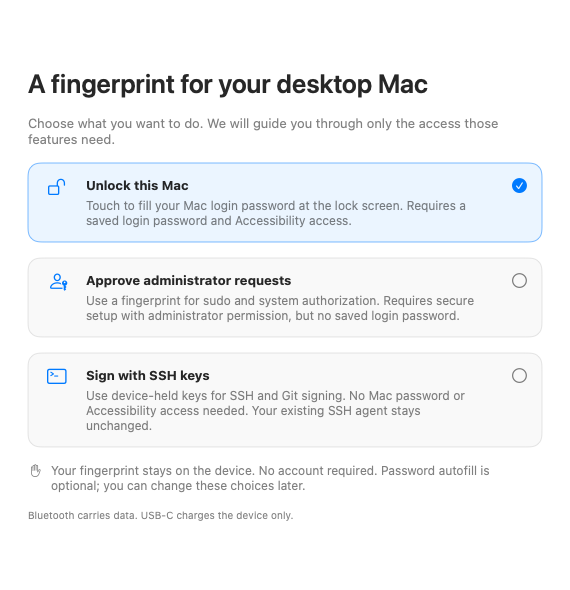 A fingerprint for your desktop Mac
Choose what you want to do. We will guide you through only the access those
features need.
Unlock this Mac
Touch to fill your Mac login password at the lock screen. Requires a
saved login password and Accessibility access.
Approve administrator requests
Use a fingerprint for sudo and system authorization. Requires secure
setup with administrator permission, but no saved login password.
Sign with SSH keys
Use device-held keys for SSH and Git signing. No Mac password or
Accessibility access needed. Your existing SSH agent stays
unchanged.
Your fingerprint stays on the device. No account required. Password autofill is
optional; you can change these choices later.
Bluetooth carries data. USB-C charges the device only.